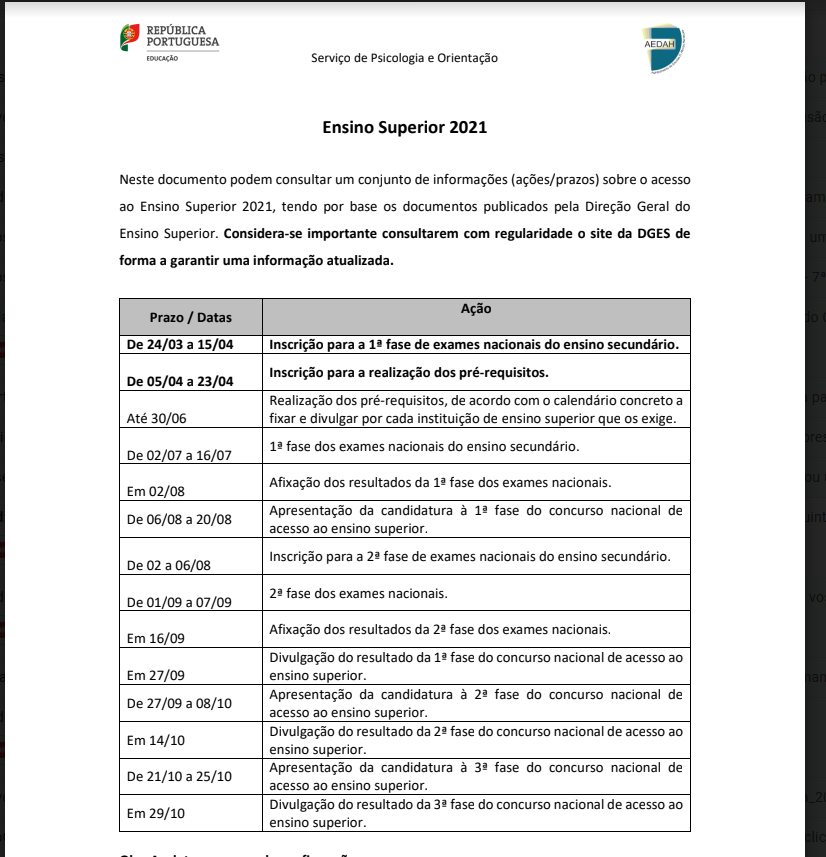 REPÚBLICA
PORTUGUESA
EDUCAÇÃO
Serviço de Psicologia e Orientação
AEDAH
Ensino Superior 2021
Neste documento podem consultar um conjunto de informações (ações/prazos) sobre o acesso
ao Ensino Superior 2021, tendo por base os documentos publicados pela Direção Geral do
Ensino Superior. Considera-se importante consultarem com regularidade o site da DGES de
forma a garantir uma informação atualizada.
Prazo / Datas
Ação
De 24/03 a 15/04
Inscrição para a 1ª fase de exames nacionais do ensino secundário.
De 05/04 a 23/04
Inscrição para a realização dos pré-requisitos.
Até 30/06
Realização dos pré-requisitos, de acordo com o calendário concreto a
fixar e divulgar por cada instituição de ensino superior que os exige.
De 02/07 a 16/07
1ª fase dos exames nacionais do ensino secundário.
Em 02/08
Afixação dos resultados da 1ª fase dos exames nacionais.
De 06/08 a 20/08
Apresentação da candidatura à 1ª fase do concurso nacional de
acesso ao ensino superior.
De 02 a 06/08
Inscrição para a 2ª fase de exames nacionais do ensino secundário.
De 01/09 a 07/09
2ª fase dos exames nacionais.
Em 16/09
Afixação dos resultados da 2ª fase dos exames nacionais.
Em 27/09
Divulgação do resultado da 1ª fase do concurso nacional de acesso ao
ensino superior.
De 27/09 a 08/10
Apresentação da candidatura à 2ª fase do concurso nacional de
acesso ao ensino superior.
Em 14/10
Divulgação do resultado da 2ª fase do concurso nacional de acesso ao
ensino superior.
De 21/10 a 25/10
Apresentação da candidatura à 3ª fase do concurso nacional de
acesso ao ensino superior.
Em 29/10
Divulgação do resultado da 3ª fase do concurso nacional de acesso ao
ensino superior.